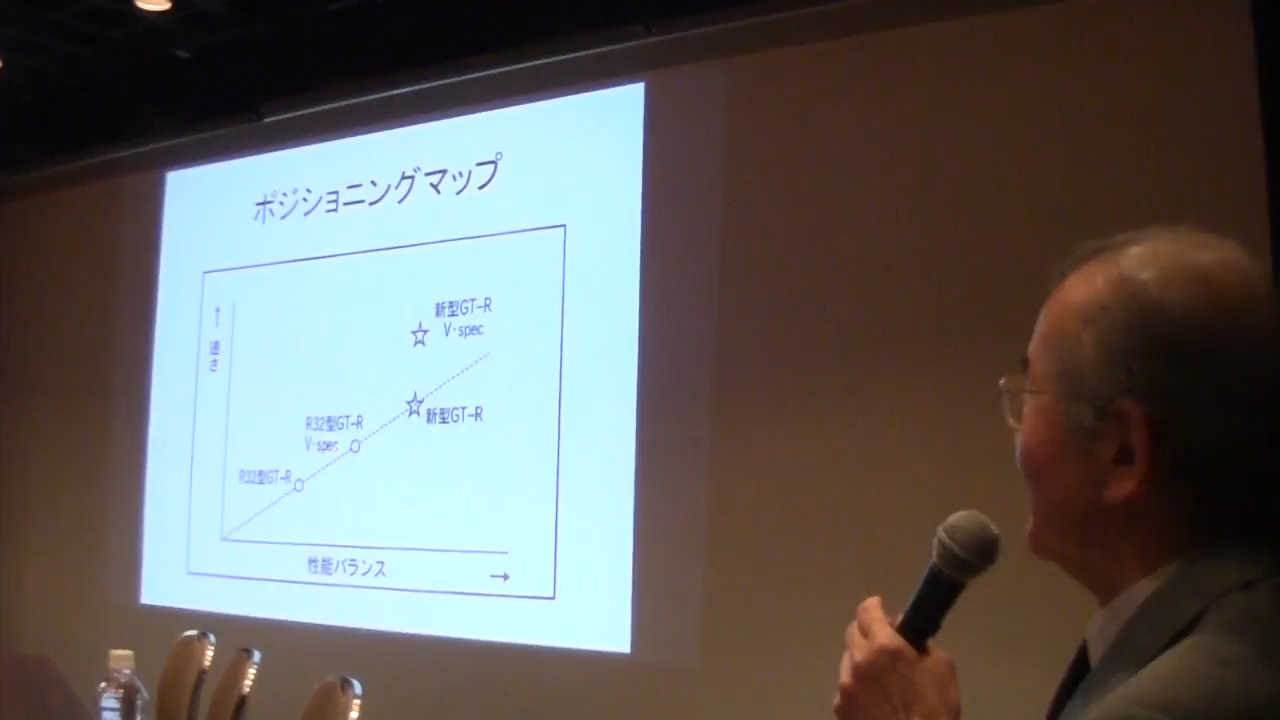 ポジショニングマップ
↑
速さ
新型GT-R
V・spec
新型GT-R
R32型GT-R
V・spec
R32型GT-R
性能バランス
→